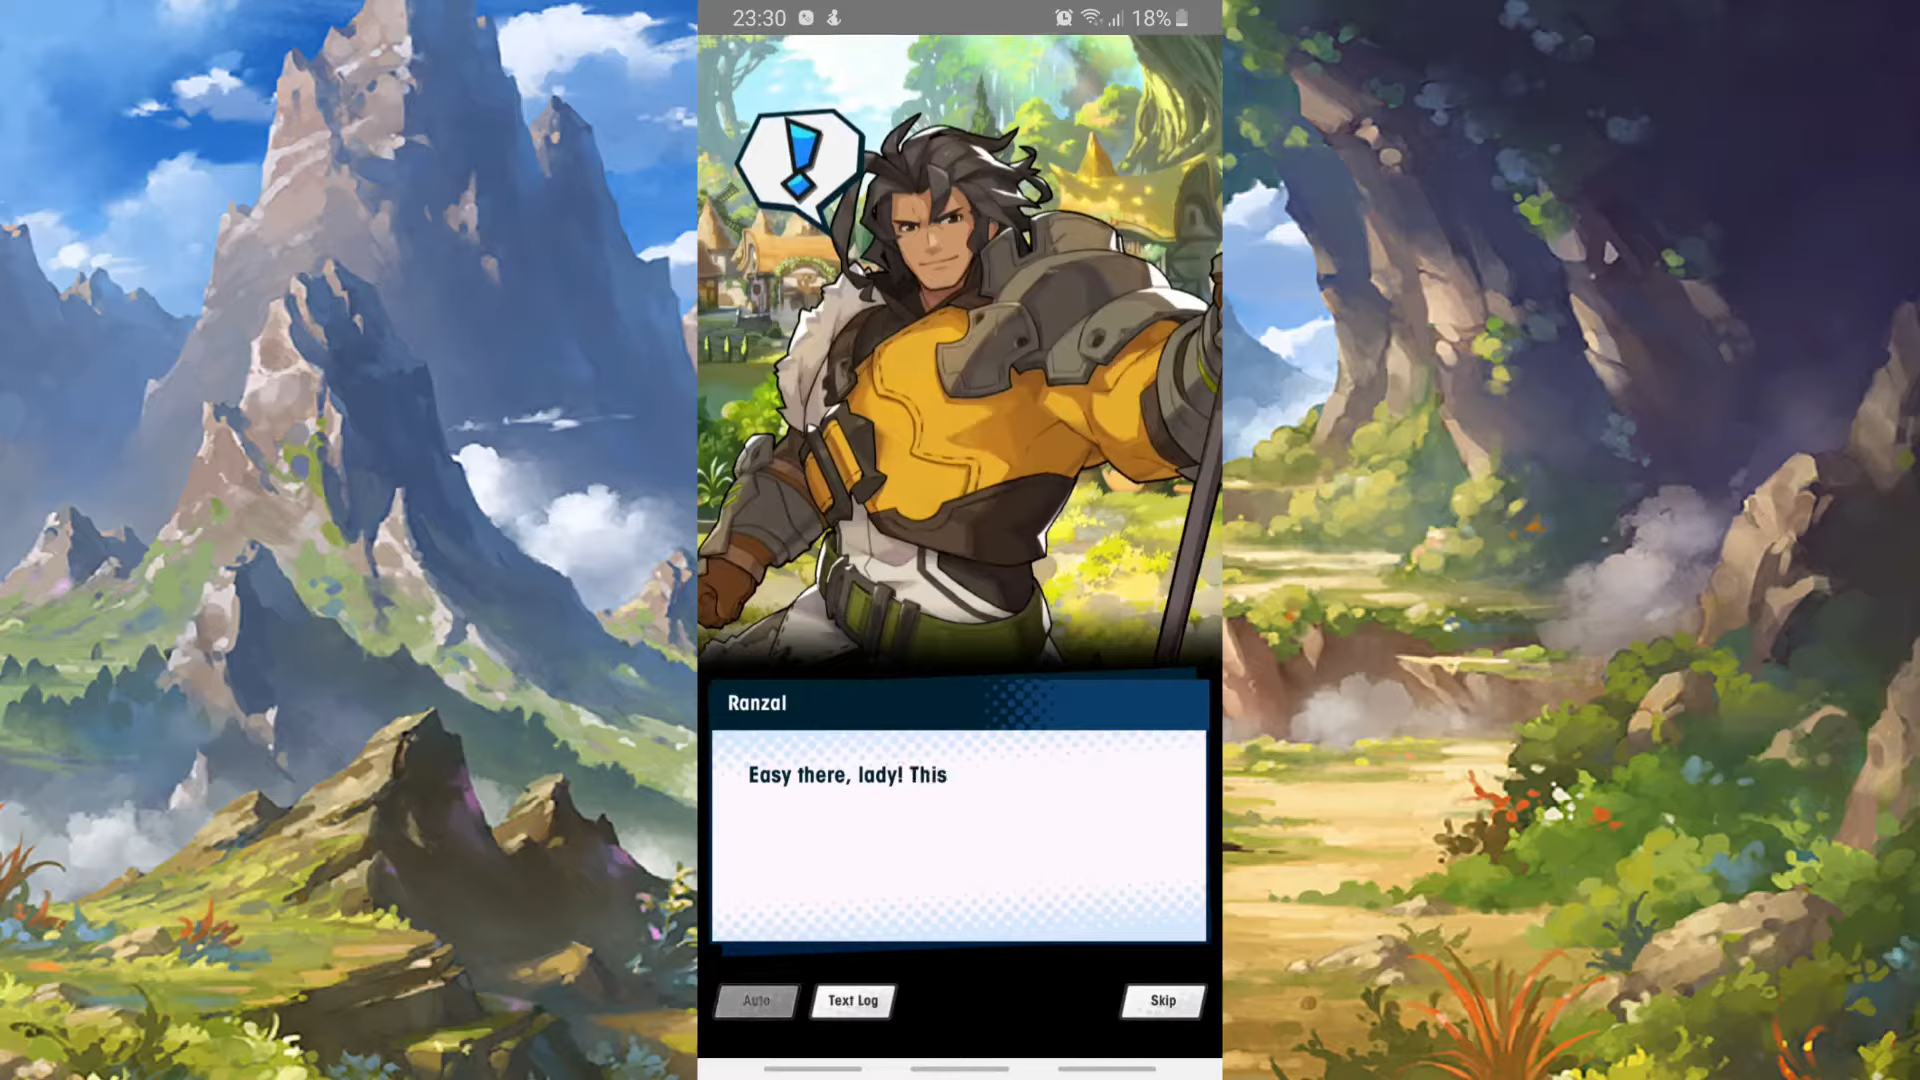 23:30
18%
Ranzal
Easy there, lady! This
Auto
Text Log
Skip